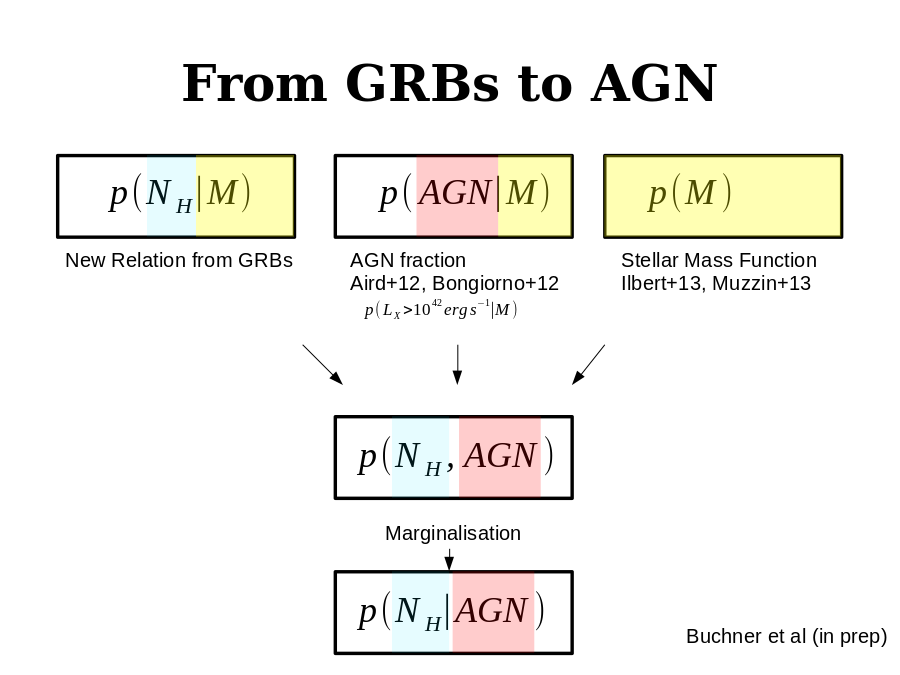 From GRBs to AGN
p(N_H|M)
p(AGN|M)
p(M)
New Relation from GRBs
AGN fraction
Aird+12, Bongiorno+12
p(L_X>10^42 erg s^−1|M)
Stellar Mass Function
Ilbert+13, Muzzin+13
p(N_H, AGN)
Marginalisation
p(N_H|AGN)
Buchner et al (in prep)